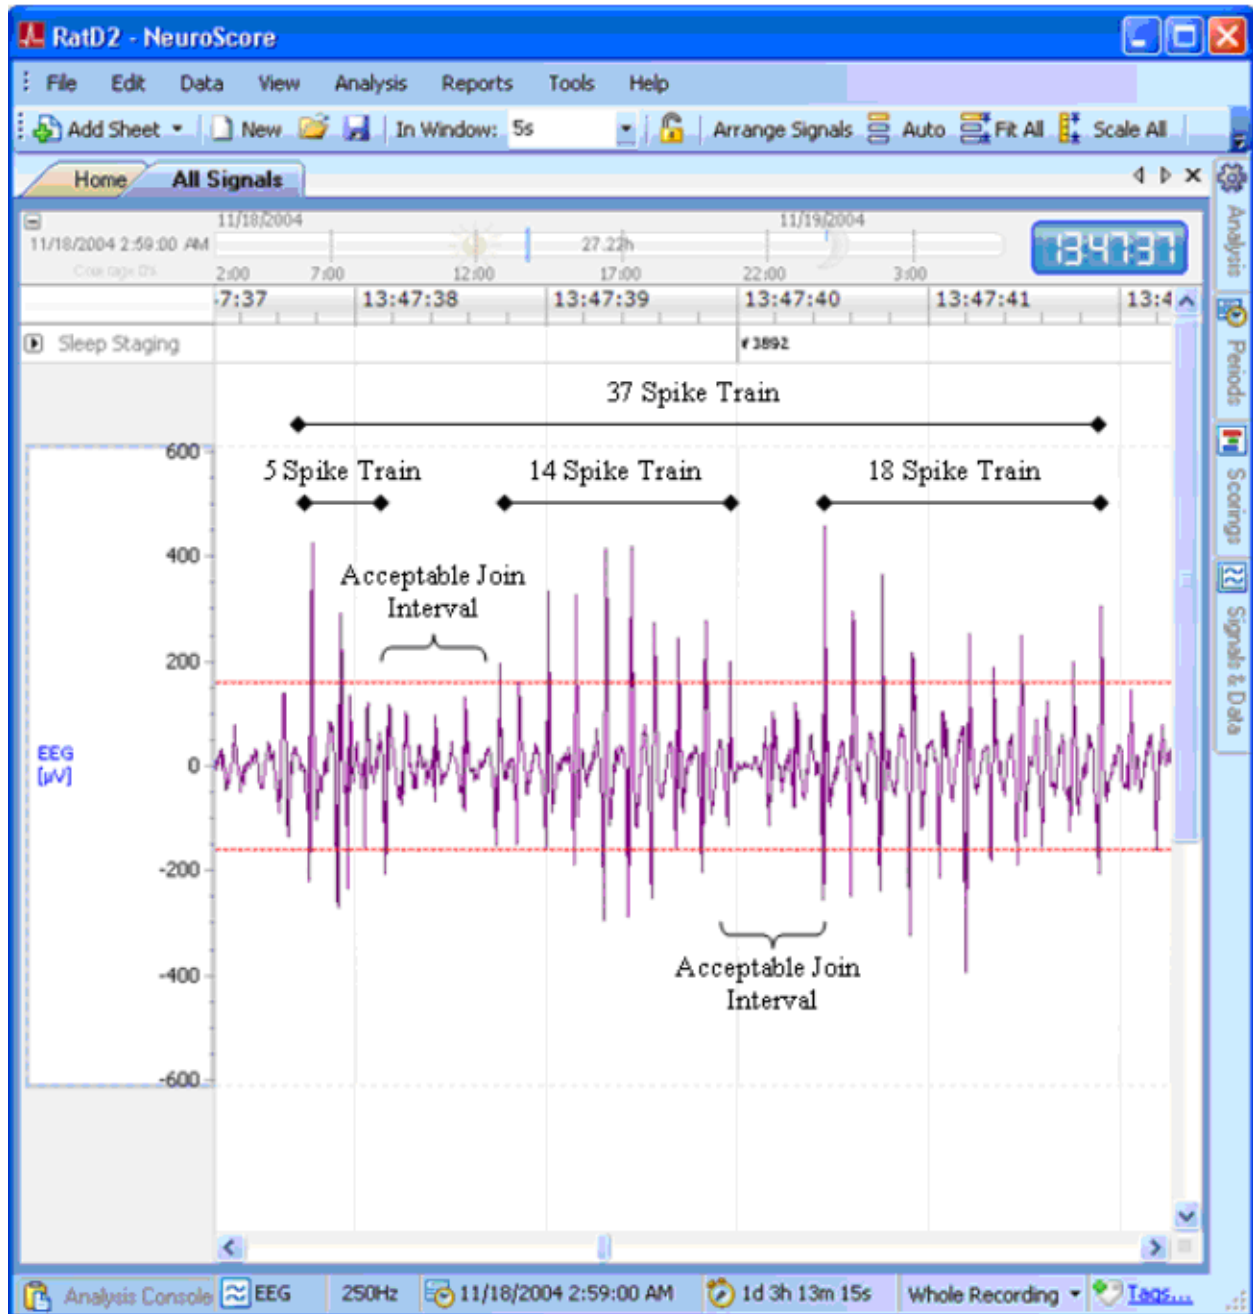 RatD2 - NeuroScore
File Edit Data View Analysis Reports Tools Help
Add Sheet New In Window: 5s Arrange Signals Auto Fit All Scale All
Home All Signals
11/18/2004 11/19/2004
11/18/2004 2:59:00 AM 27.22h 13:47:37
2:00 7:00 12:00 17:00 22:00 3:00
7:37 13:47:38 13:47:39 13:47:40 13:47:41 13:4
Sleep Staging 3892
37 Spike Train
600
5 Spike Train 14 Spike Train 18 Spike Train
400
Acceptable Join
Interval
200
EEG
[µV]
0
-200
Acceptable Join
Interval
-400
-600
Analysis
Periods
Scorings
Signals & Data
Analysis Console EEG 250Hz 11/18/2004 2:59:00 AM 1d 3h 13m 15s Whole Recording Tags...